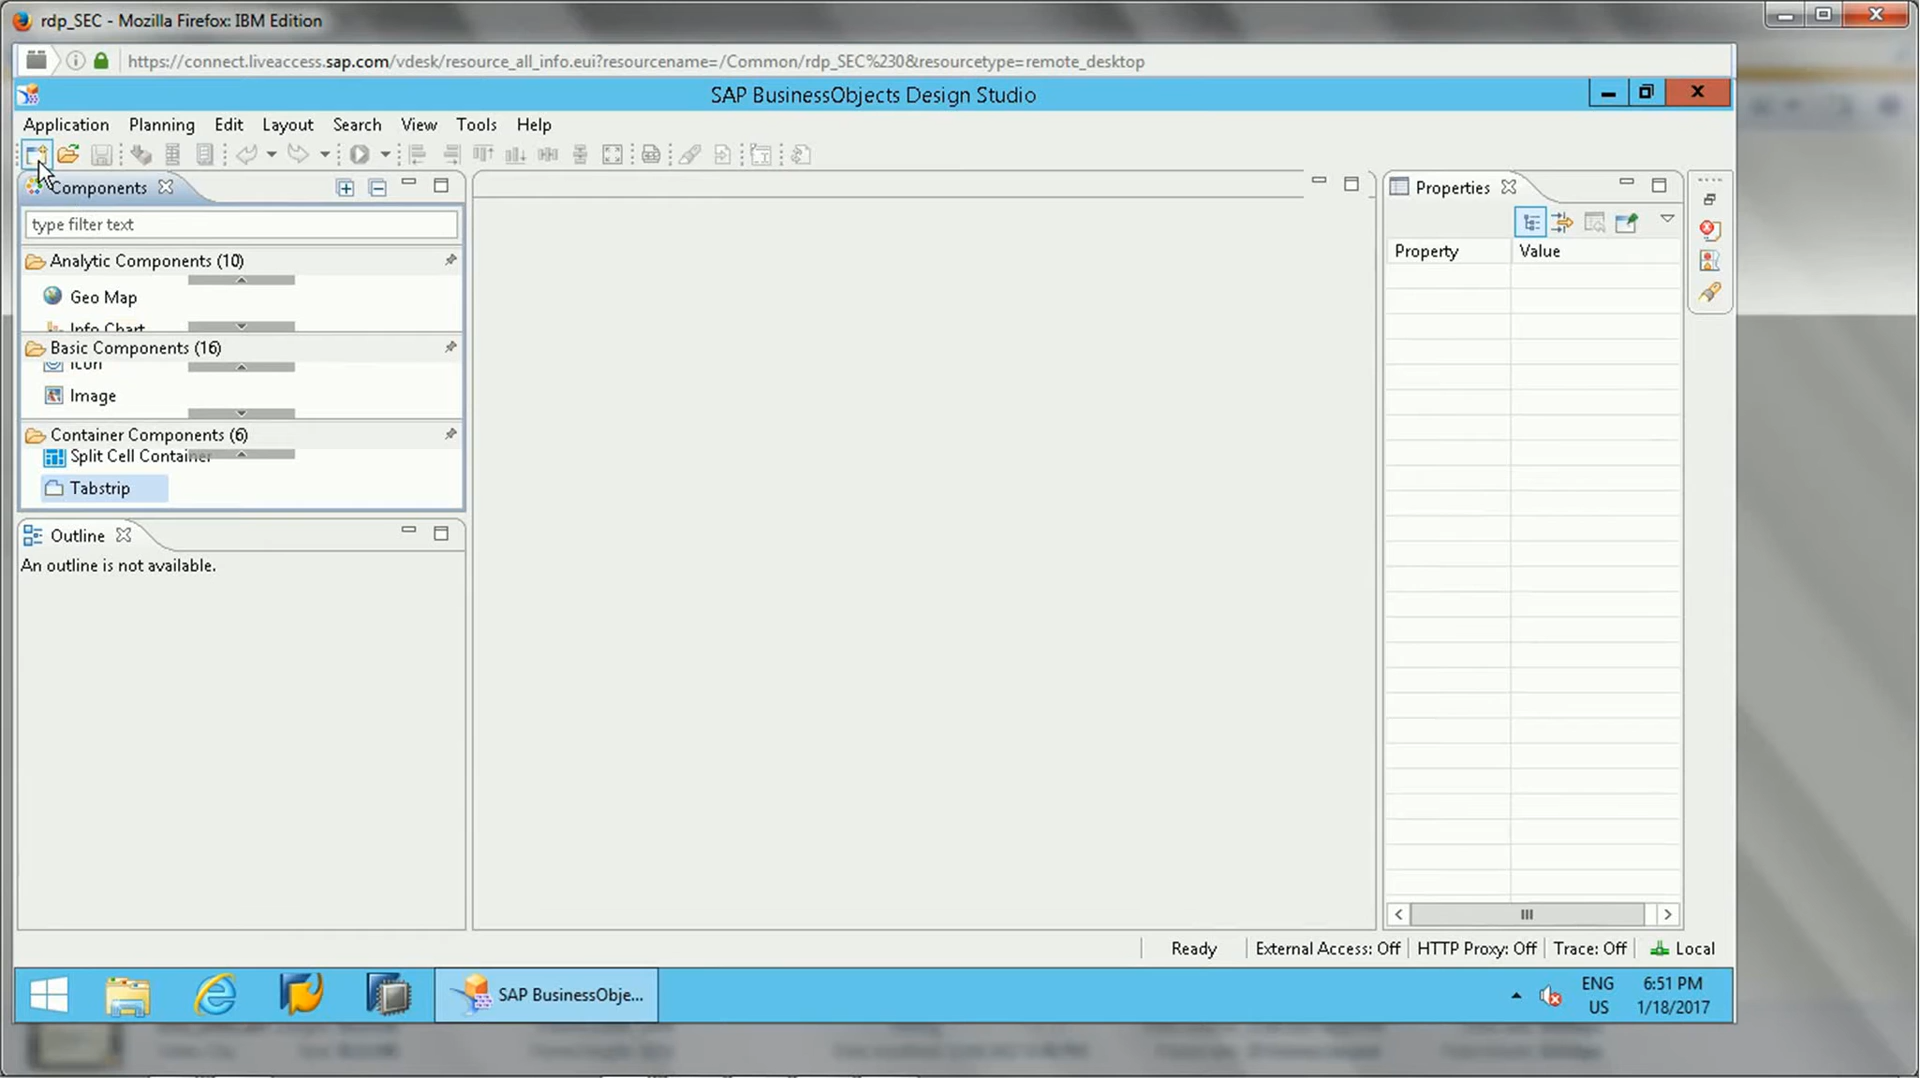 rdp_SEC - Mozilla Firefox: IBM Edition
https://connect.liveaccess.sap.com/vdesk/resource_all_info.eui?resourcename=/Common/rdp_SEC%230&resourcetype=remote_desktop
SAP BusinessObjects Design Studio
Application Planning Edit Layout Search View Tools Help
Components
type filter text
Analytic Components (10)
Geo Map
Info Chart
Basic Components (16)
Icon
Image
Container Components (6)
Split Cell Container
Tabstrip
Outline
An outline is not available.
Properties
Property Value
Ready External Access: Off HTTP Proxy: Off Trace: Off Local
SAP BusinessObje...
ENG
US
6:51 PM
1/18/2017